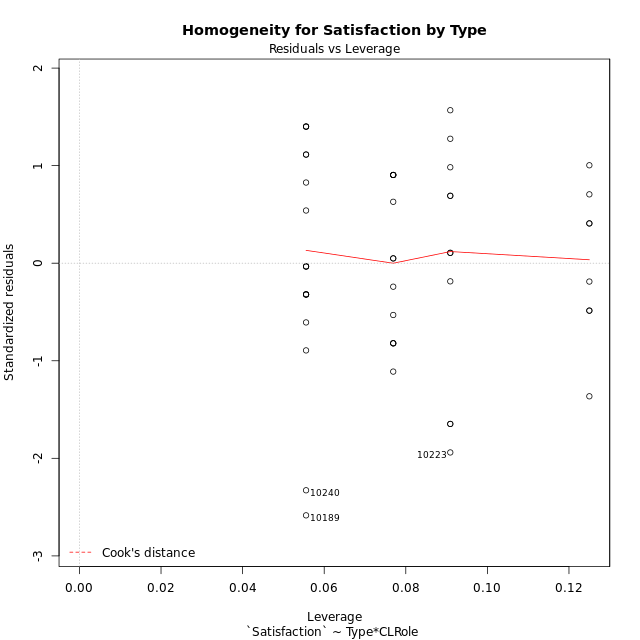 Homogeneity for Satisfaction by Type
Residuals vs Leverage
Standardized residuals
2
1
0
-1
-2
-3
10223
10240
10189
Cook's distance
0.00 0.02 0.04 0.06 0.08 0.10 0.12
Leverage
`Satisfaction` ~ Type*CLRole